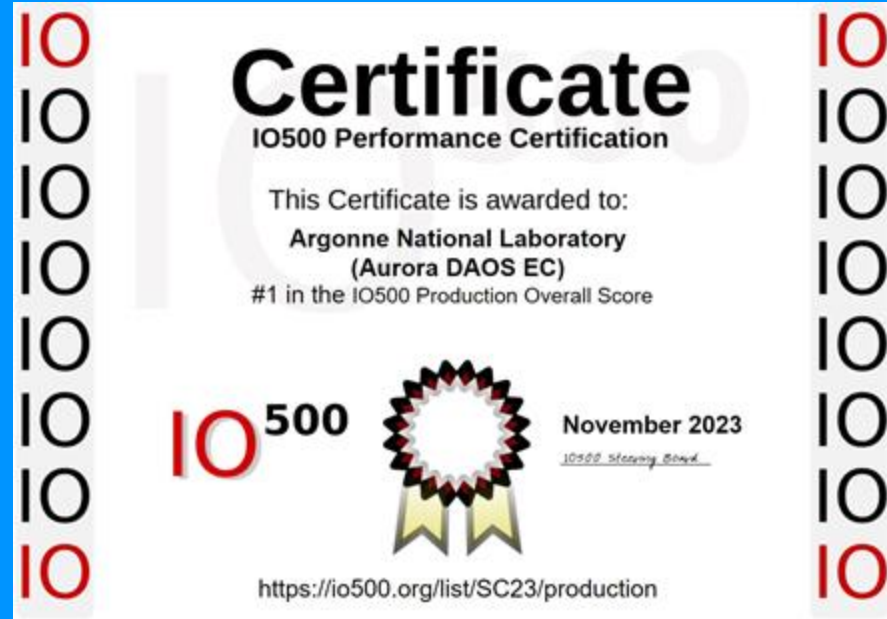 IO
IO
IO
IO
IO
IO
IO
IO
Certificate
IO500 Performance Certification
This Certificate is awarded to:
Argonne National Laboratory
(Aurora DAOS EC)
#1 in the IO500 Production Overall Score
IO500
November 2023
IO500 Steering Board
https://io500.org/list/SC23/production
IO
IO
IO
IO
IO
IO
IO
IO